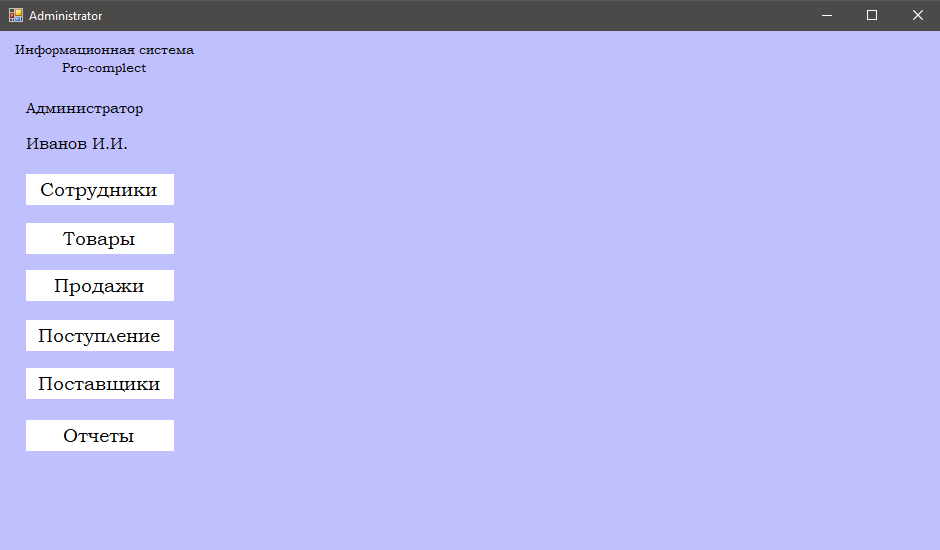 Administrator
Информационная система
Pro-complect
Администратор
Иванов И.И.
Сотрудники
Товары
Продажи
Поступление
Поставщики
Отчеты